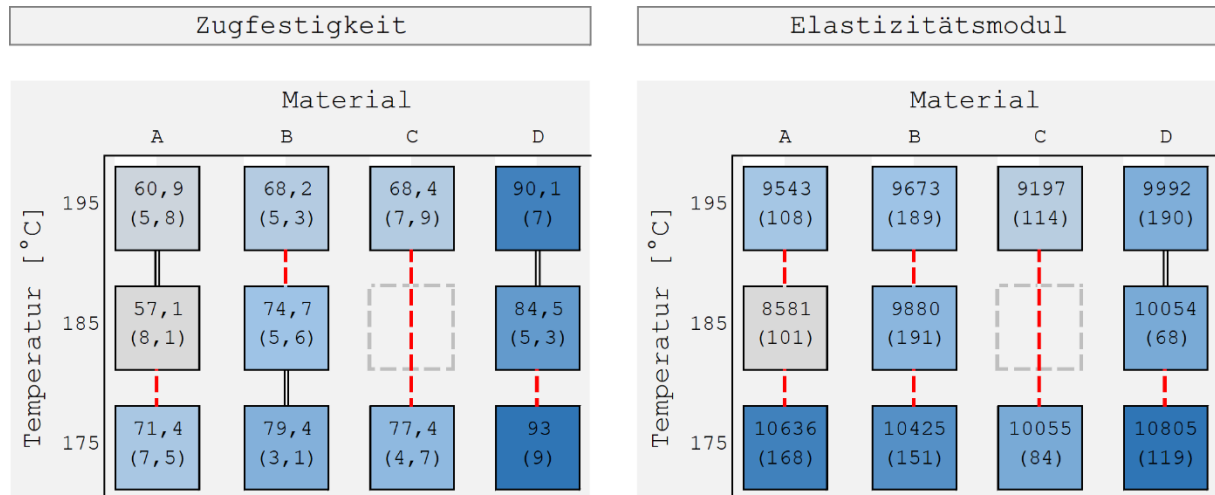 Zugfestigkeit
Material
A B C D
195 60,9 68,2 68,4 90,1
(5,8) (5,3) (7,9) (7)
Temperatur [°C]
185 57,1 74,7 84,5
(8,1) (5,6) (5,3)
175 71,4 79,4 77,4 93
(7,5) (3,1) (4,7) (9)
Elastizitätsmodul
Material
A B C D
195 9543 9673 9197 9992
(108) (189) (114) (190)
Temperatur [°C]
185 8581 9880 10054
(101) (191) (68)
175 10636 10425 10055 10805
(168) (151) (84) (119)